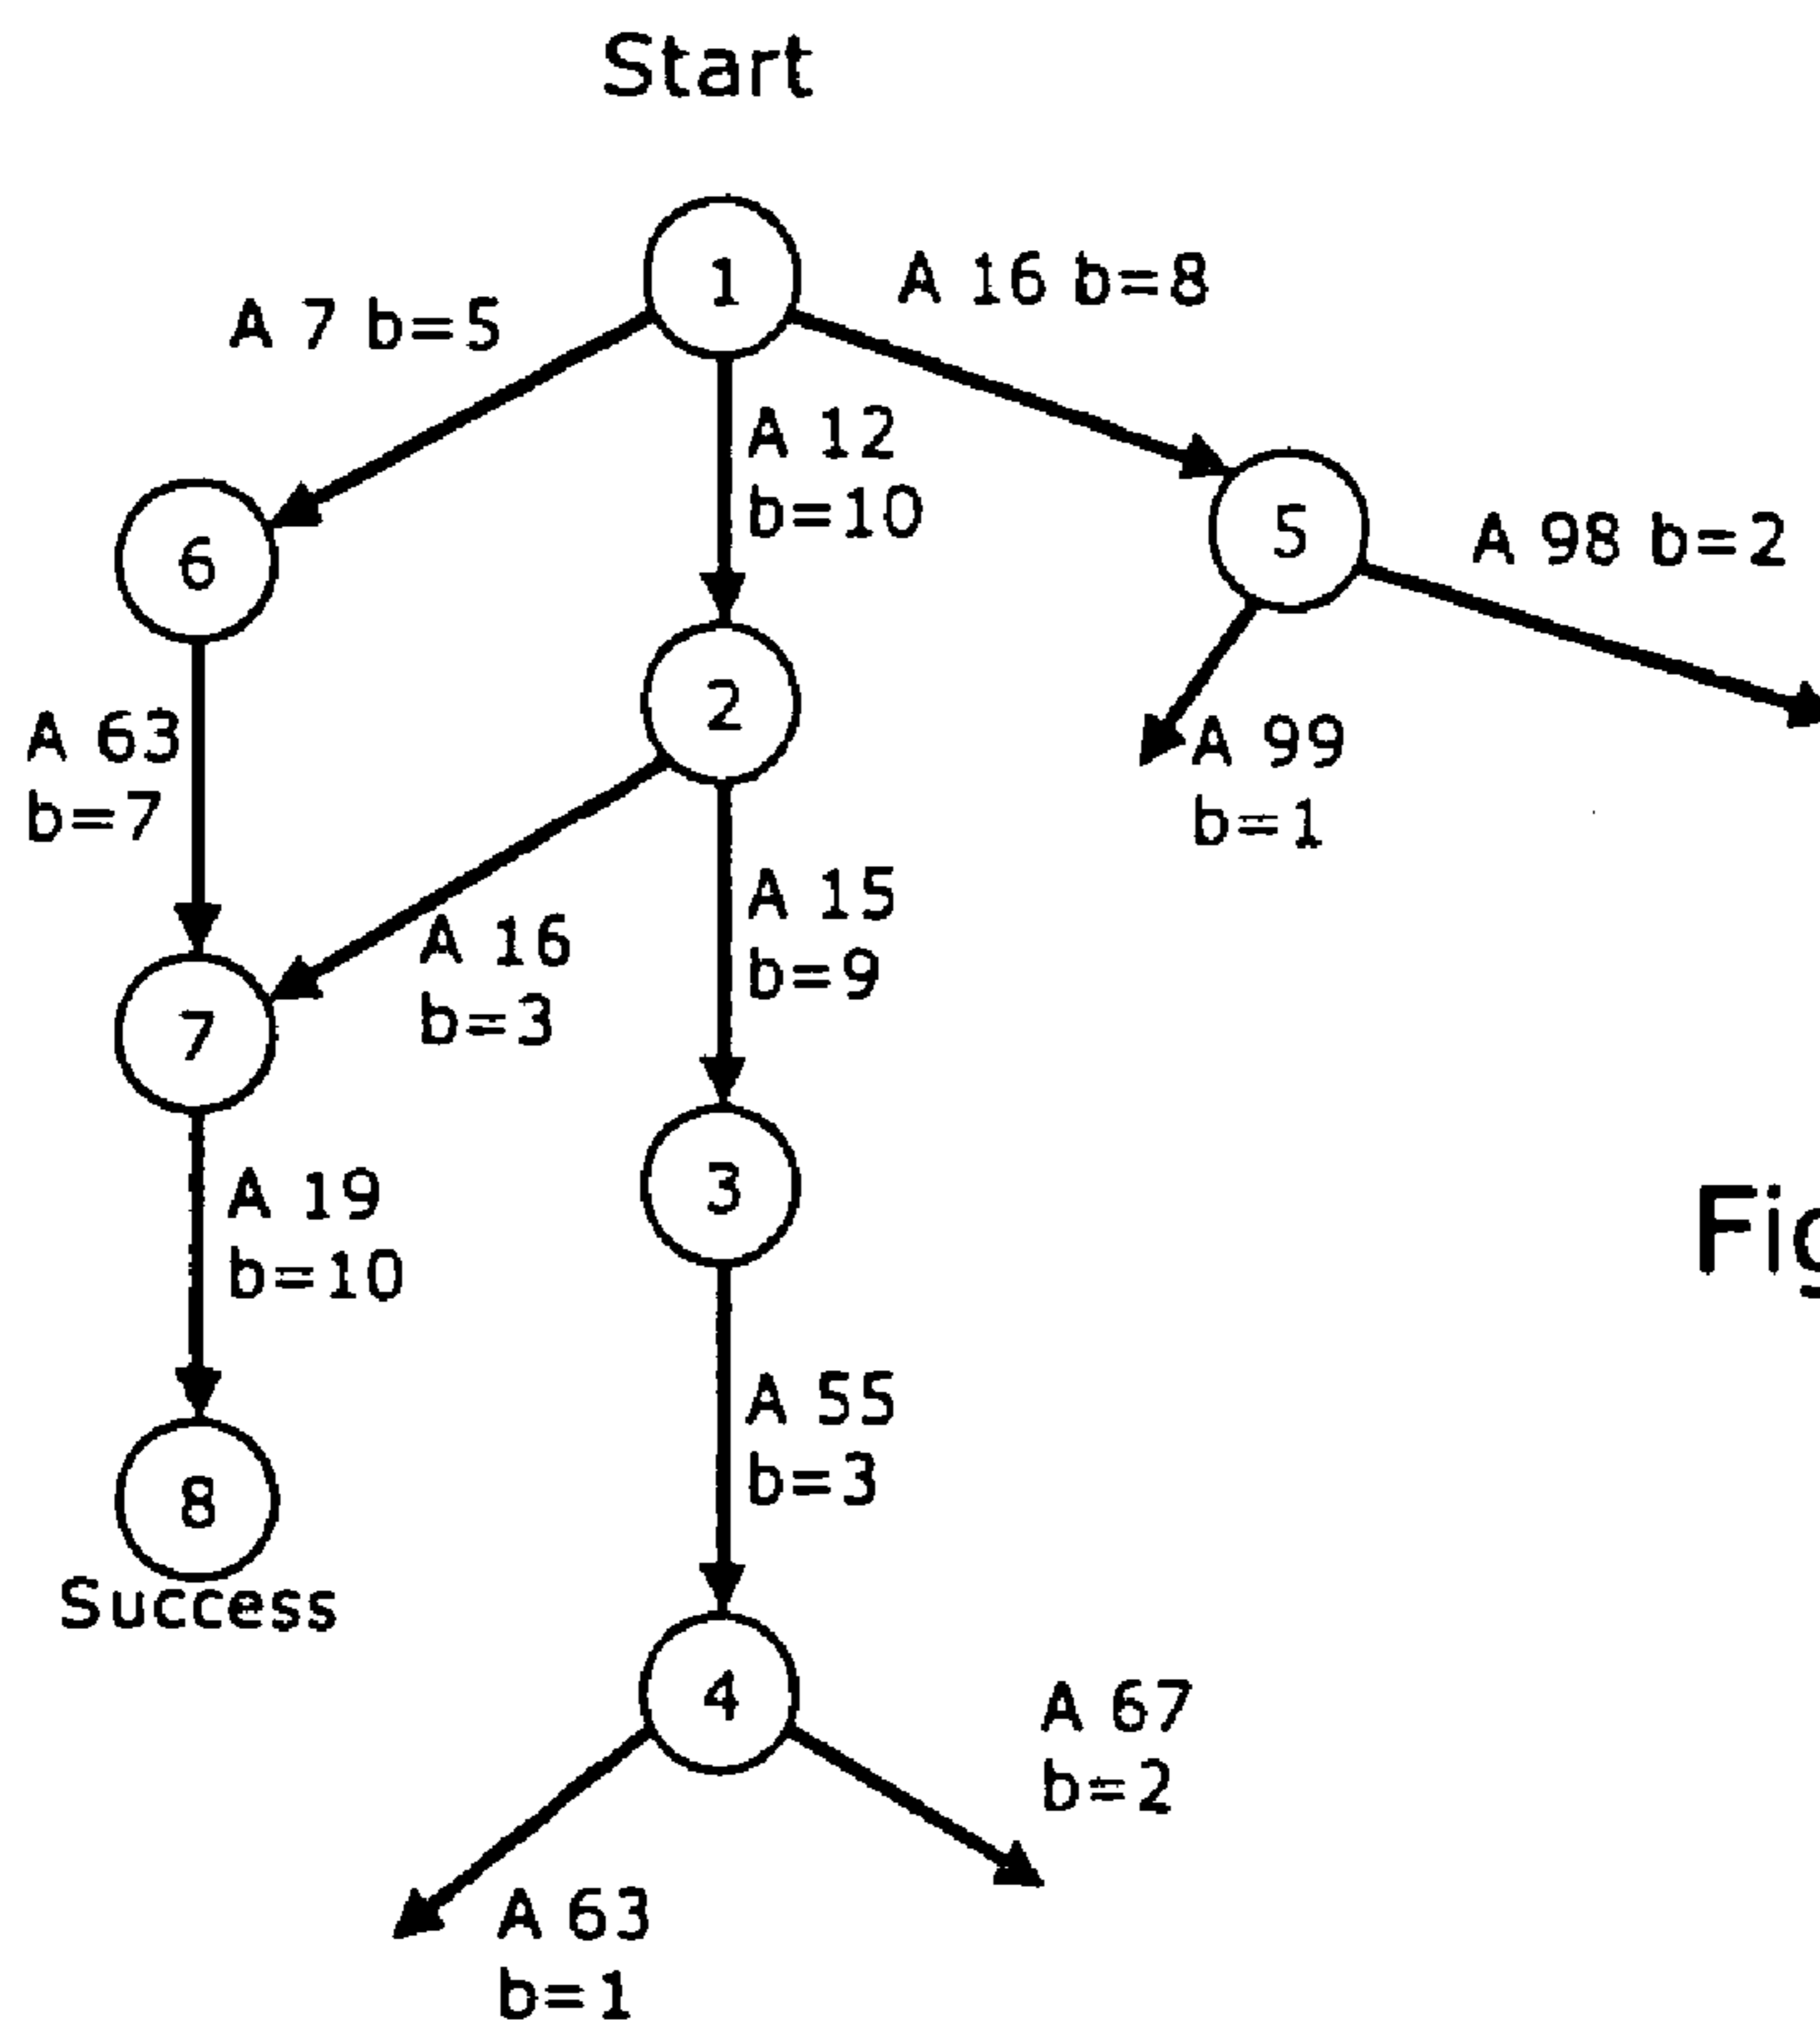 Start
1
A 16 b=8
A 7 b=5
A 12
b=10
6
5
A 98 b=2
2
A 63
b=7
A 99
b=1
A 16
b=3
A 15
b=9
7
3
A 19
b=10
Fig
A 55
b=3
8
Success
4
A 67
b=2
A 63
b=1